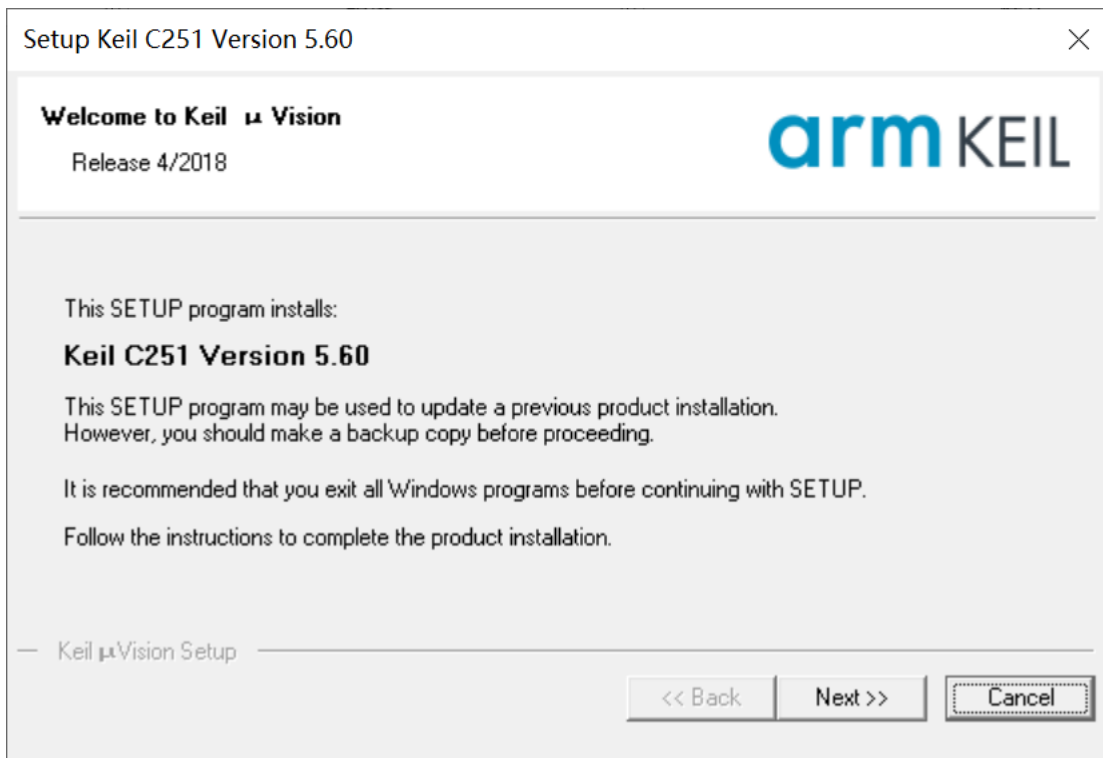 Setup Keil C251 Version 5.60
Welcome to Keil μ Vision
Release 4/2018
arm KEIL
This SETUP program installs:
Keil C251 Version 5.60
This SETUP program may be used to update a previous product installation.
However, you should make a backup copy before proceeding.
It is recommended that you exit all Windows programs before continuing with SETUP.
Follow the instructions to complete the product installation.
Keil μVision Setup
<< Back Next >> Cancel